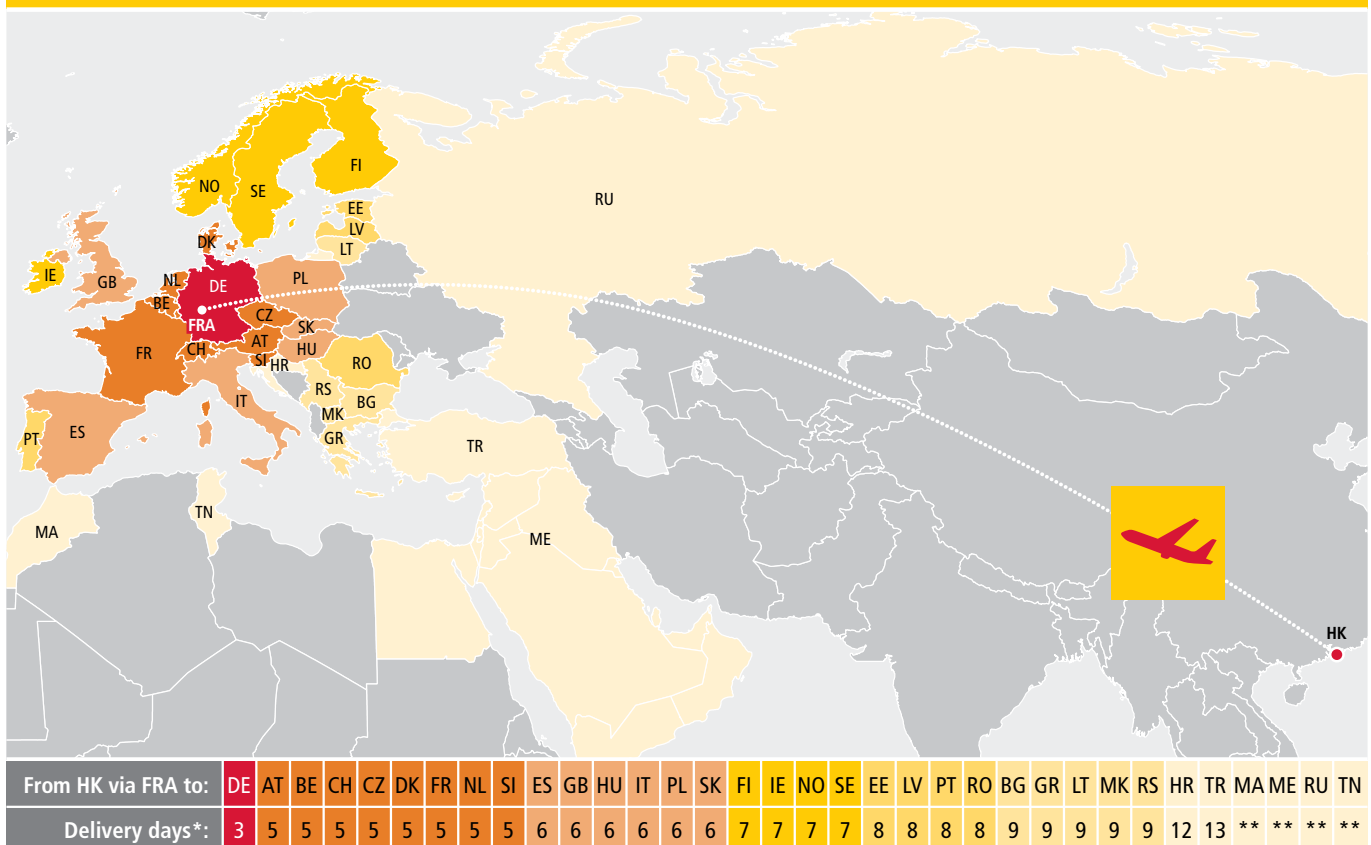 FI
NO
SE
RU
EE
LV
DK
LT
IE
GB
NL
DE
PL
BE
FRA
CZ
SK
FR
CH
AT
HU
SI
HR
RO
RS
IT
BG
MK
PT
ES
GR
TR
TN
MA
ME
HK
From HK via FRA to: DE AT BE CH CZ DK FR NL SI ES GB HU IT PL SK FI IE NO SE EE LV PT RO BG GR LT MK RS HR TR MA ME RU TN
Delivery days*: 3 5 5 5 5 5 5 5 5 6 6 6 6 6 6 7 7 7 7 8 8 8 8 9 9 9 9 9 12 13 ** ** ** **